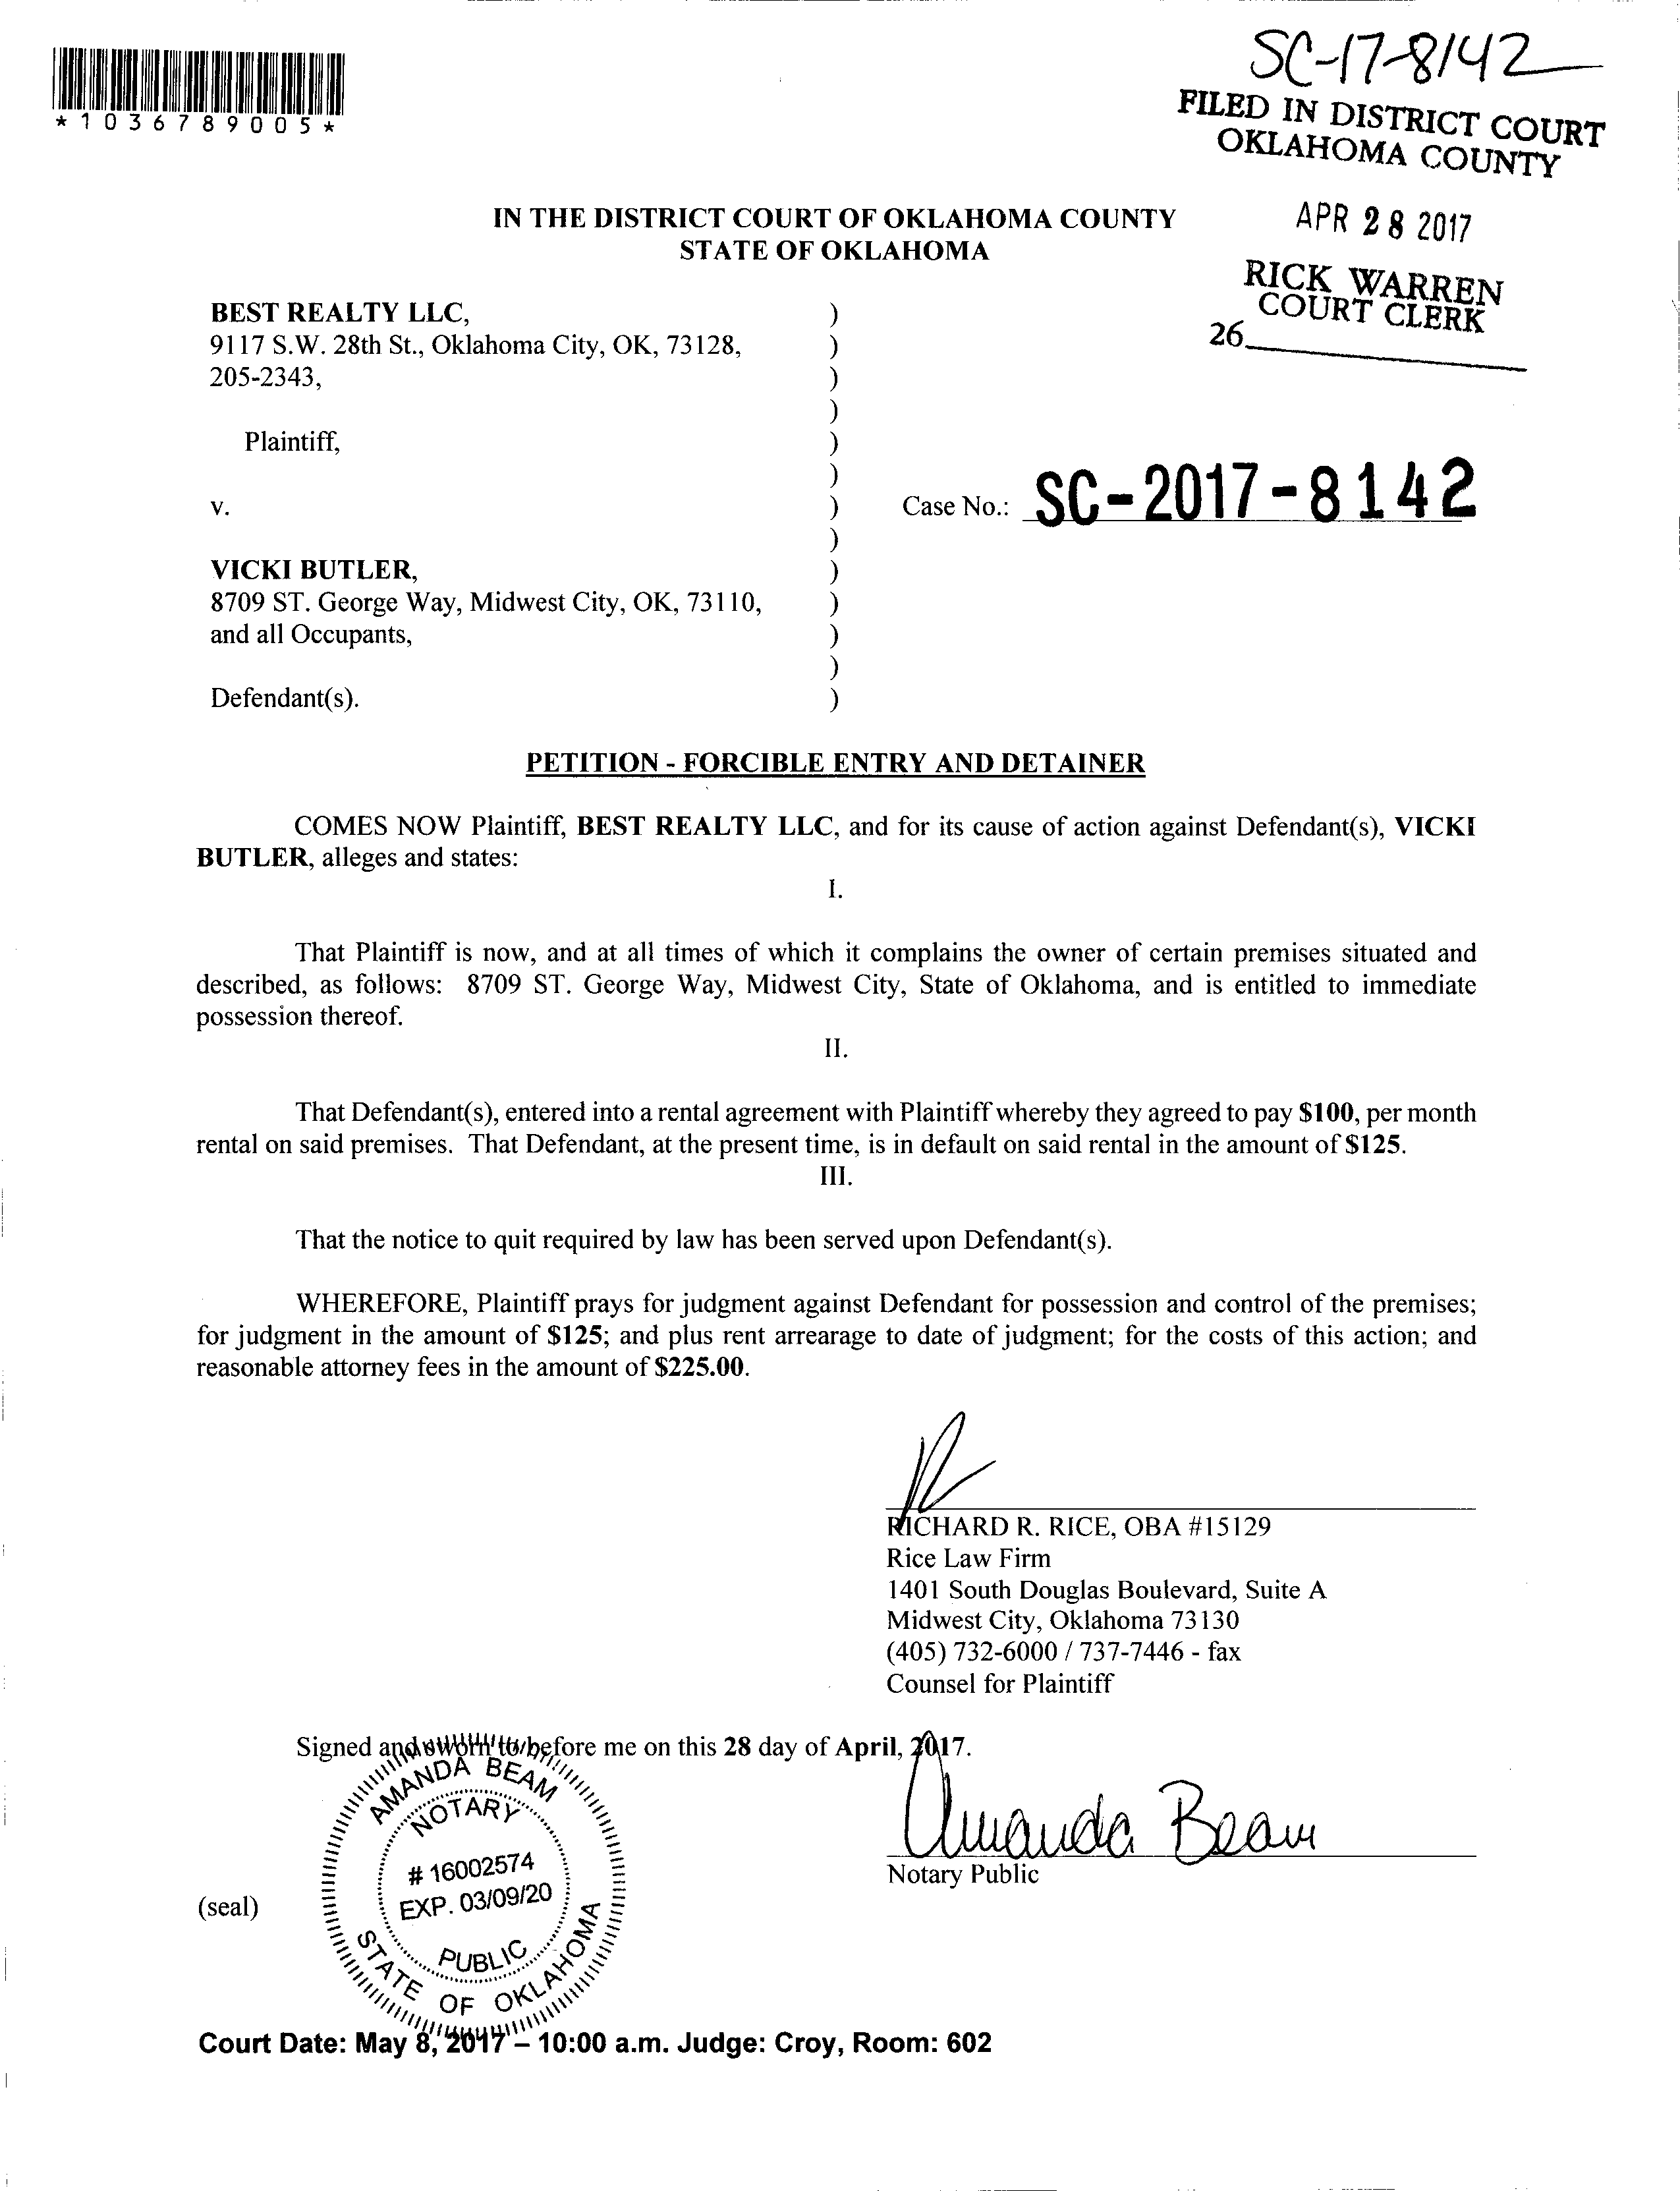 SC-17-8142
*1036789005*
FILED IN DISTRICT COURT
OKLAHOMA COUNTY
APR 28 2017
RICK WARREN
COURT CLERK
26
IN THE DISTRICT COURT OF OKLAHOMA COUNTY
STATE OF OKLAHOMA
BEST REALTY LLC, )
9117 S.W. 28th St., Oklahoma City, OK, 73128, )
205-2343, )
)
Plaintiff, )
)
v. ) Case No.: SC-2017-8142
)
VICKI BUTLER, )
8709 ST. George Way, Midwest City, OK, 73110, )
and all Occupants, )
)
Defendant(s). )
PETITION - FORCIBLE ENTRY AND DETAINER
COMES NOW Plaintiff, BEST REALTY LLC, and for its cause of action against Defendant(s), VICKI
BUTLER, alleges and states:
I.
That Plaintiff is now, and at all times of which it complains the owner of certain premises situated and
described, as follows: 8709 ST. George Way, Midwest City, State of Oklahoma, and is entitled to immediate
possession thereof.
II.
That Defendant(s), entered into a rental agreement with Plaintiff whereby they agreed to pay $100, per month
rental on said premises. That Defendant, at the present time, is in default on said rental in the amount of $125.
III.
That the notice to quit required by law has been served upon Defendant(s).
WHEREFORE, Plaintiff prays for judgment against Defendant for possession and control of the premises;
for judgment in the amount of $125; and plus rent arrearage to date of judgment; for the costs of this action; and
reasonable attorney fees in the amount of $225.00.
RICHARD R. RICE, OBA #15129
Rice Law Firm
1401 South Douglas Boulevard, Suite A
Midwest City, Oklahoma 73130
(405) 732-6000 / 737-7446 - fax
Counsel for Plaintiff
Signed and sworn to before me on this 28 day of April, 2017.
AMANDA BEAM
NOTARY
# 16002574
EXP. 03/09/20
PUBLIC
STATE OF OKLAHOMA
Amanda Beam
Notary Public
(seal)
Court Date: May 8, 2017 – 10:00 a.m. Judge: Croy, Room: 602